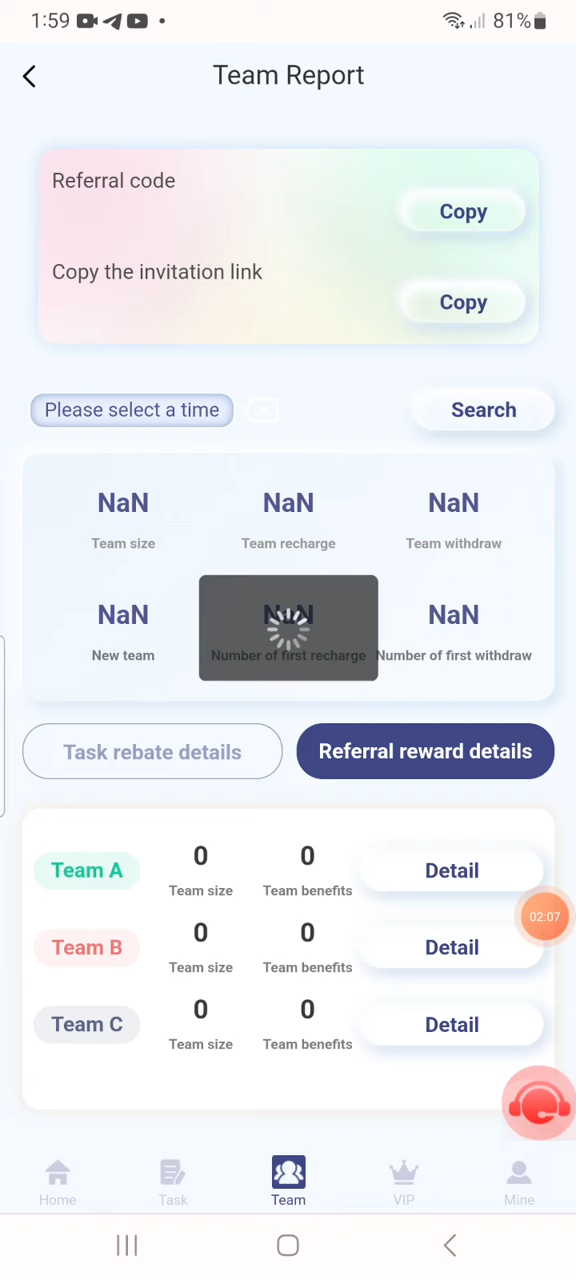 1:59
81%
Team Report
Referral code
Copy
Copy the invitation link
Copy
Please select a time
Search
NaN NaN NaN
Team size Team recharge Team withdraw
NaN NaN NaN
New team Number of first recharge Number of first withdraw
Task rebate details Referral reward details
Team A 0 0 Detail
Team size Team benefits
02:07
Team B 0 0 Detail
Team size Team benefits
Team C 0 0 Detail
Team size Team benefits
Home Task Team VIP Mine